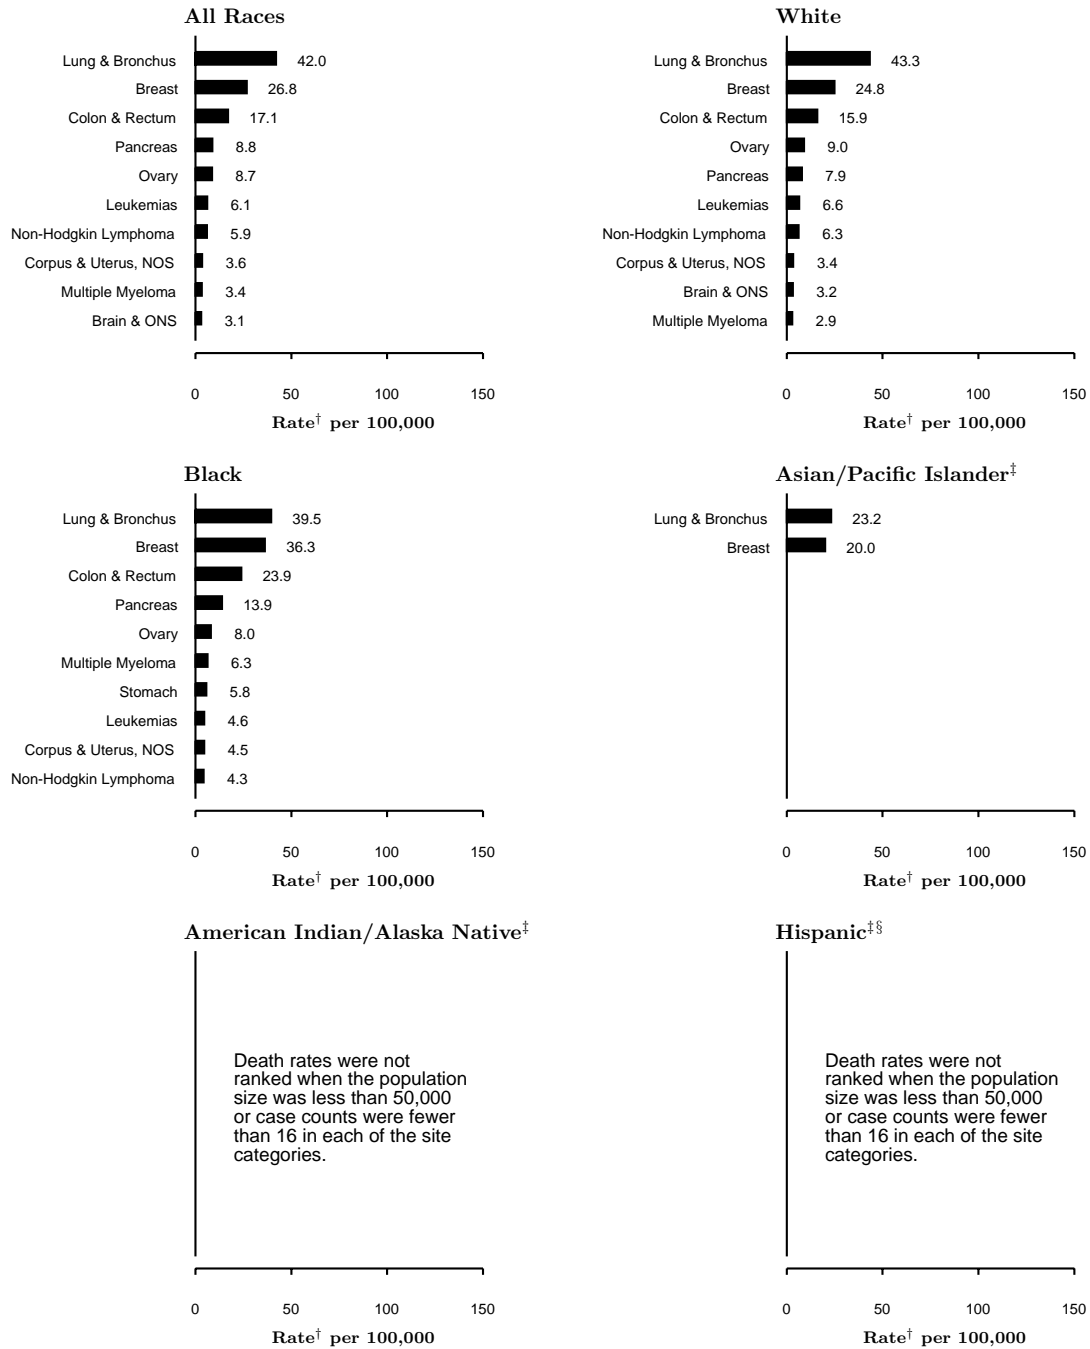 All Races
Lung & Bronchus 42.0
Breast 26.8
Colon & Rectum 17.1
Pancreas 8.8
Ovary 8.7
Leukemias 6.1
Non-Hodgkin Lymphoma 5.9
Corpus & Uterus, NOS 3.6
Multiple Myeloma 3.4
Brain & ONS 3.1
0 50 100 150
Rate† per 100,000
White
Lung & Bronchus 43.3
Breast 24.8
Colon & Rectum 15.9
Ovary 9.0
Pancreas 7.9
Leukemias 6.6
Non-Hodgkin Lymphoma 6.3
Corpus & Uterus, NOS 3.4
Brain & ONS 3.2
Multiple Myeloma 2.9
0 50 100 150
Rate† per 100,000
Black
Lung & Bronchus 39.5
Breast 36.3
Colon & Rectum 23.9
Pancreas 13.9
Ovary 8.0
Multiple Myeloma 6.3
Stomach 5.8
Leukemias 4.6
Corpus & Uterus, NOS 4.5
Non-Hodgkin Lymphoma 4.3
0 50 100 150
Rate† per 100,000
Asian/Pacific Islander‡
Lung & Bronchus 23.2
Breast 20.0
0 50 100 150
Rate† per 100,000
American Indian/Alaska Native‡
Death rates were not
ranked when the population
size was less than 50,000
or case counts were fewer
than 16 in each of the site
categories.
0 50 100 150
Rate† per 100,000
Hispanic‡§
Death rates were not
ranked when the population
size was less than 50,000
or case counts were fewer
than 16 in each of the site
categories.
0 50 100 150
Rate† per 100,000